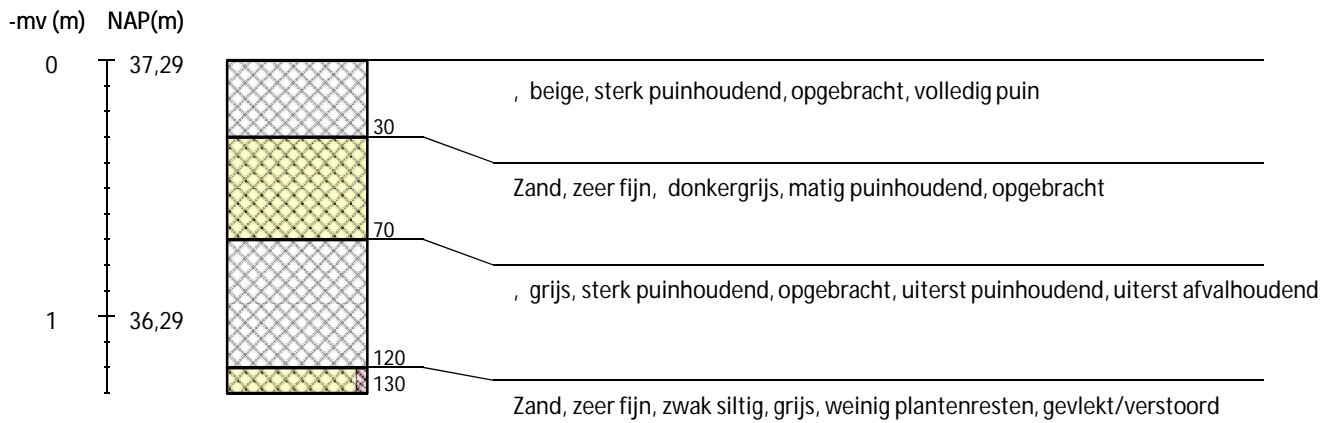 -mv (m) NAP(m)
0 37,29
, beige, sterk puinhoudend, opgebracht, volledig puin
30
Zand, zeer fijn, donkergrijs, matig puinhoudend, opgebracht
70
, grijs, sterk puinhoudend, opgebracht, uiterst puinhoudend, uiterst afvalhoudend
1 36,29
120
130
Zand, zeer fijn, zwak siltig, grijs, weinig plantenresten, gevlekt/verstoord